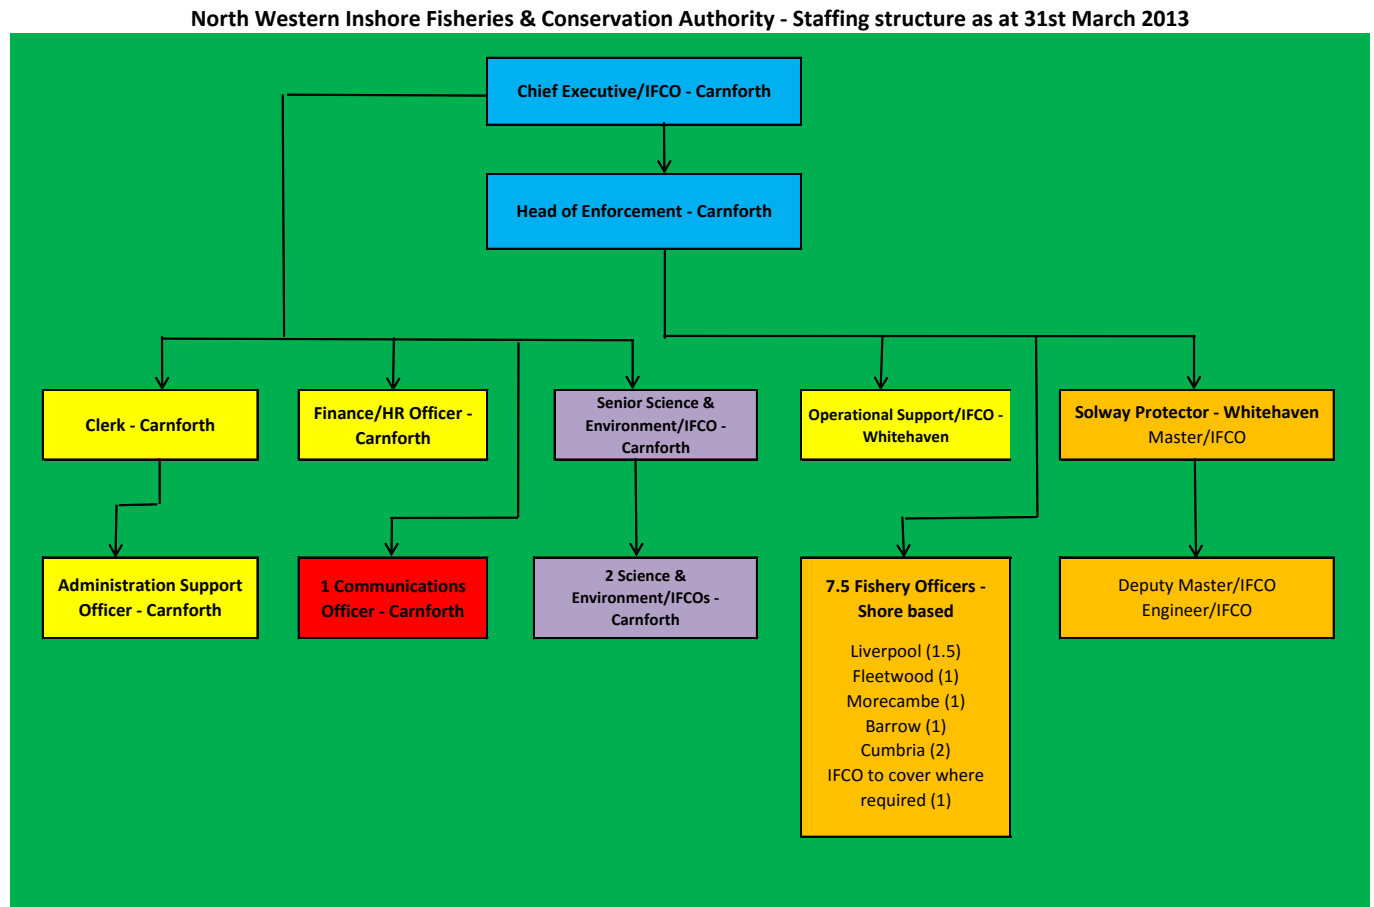 North Western Inshore Fisheries & Conservation Authority - Staffing structure as at 31st March 2013
Chief Executive/IFCO - Carnforth
Head of Enforcement - Carnforth
Clerk - Carnforth
Finance/HR Officer -
Carnforth
Senior Science &
Environment/IFCO -
Carnforth
Operational Support/IFCO -
Whitehaven
Solway Protector - Whitehaven
Master/IFCO
Administration Support
Officer - Carnforth
1 Communications
Officer - Carnforth
2 Science &
Environment/IFCOs -
Carnforth
7.5 Fishery Officers -
Shore based
Liverpool (1.5)
Fleetwood (1)
Morecambe (1)
Barrow (1)
Cumbria (2)
IFCO to cover where
required (1)
Deputy Master/IFCO
Engineer/IFCO